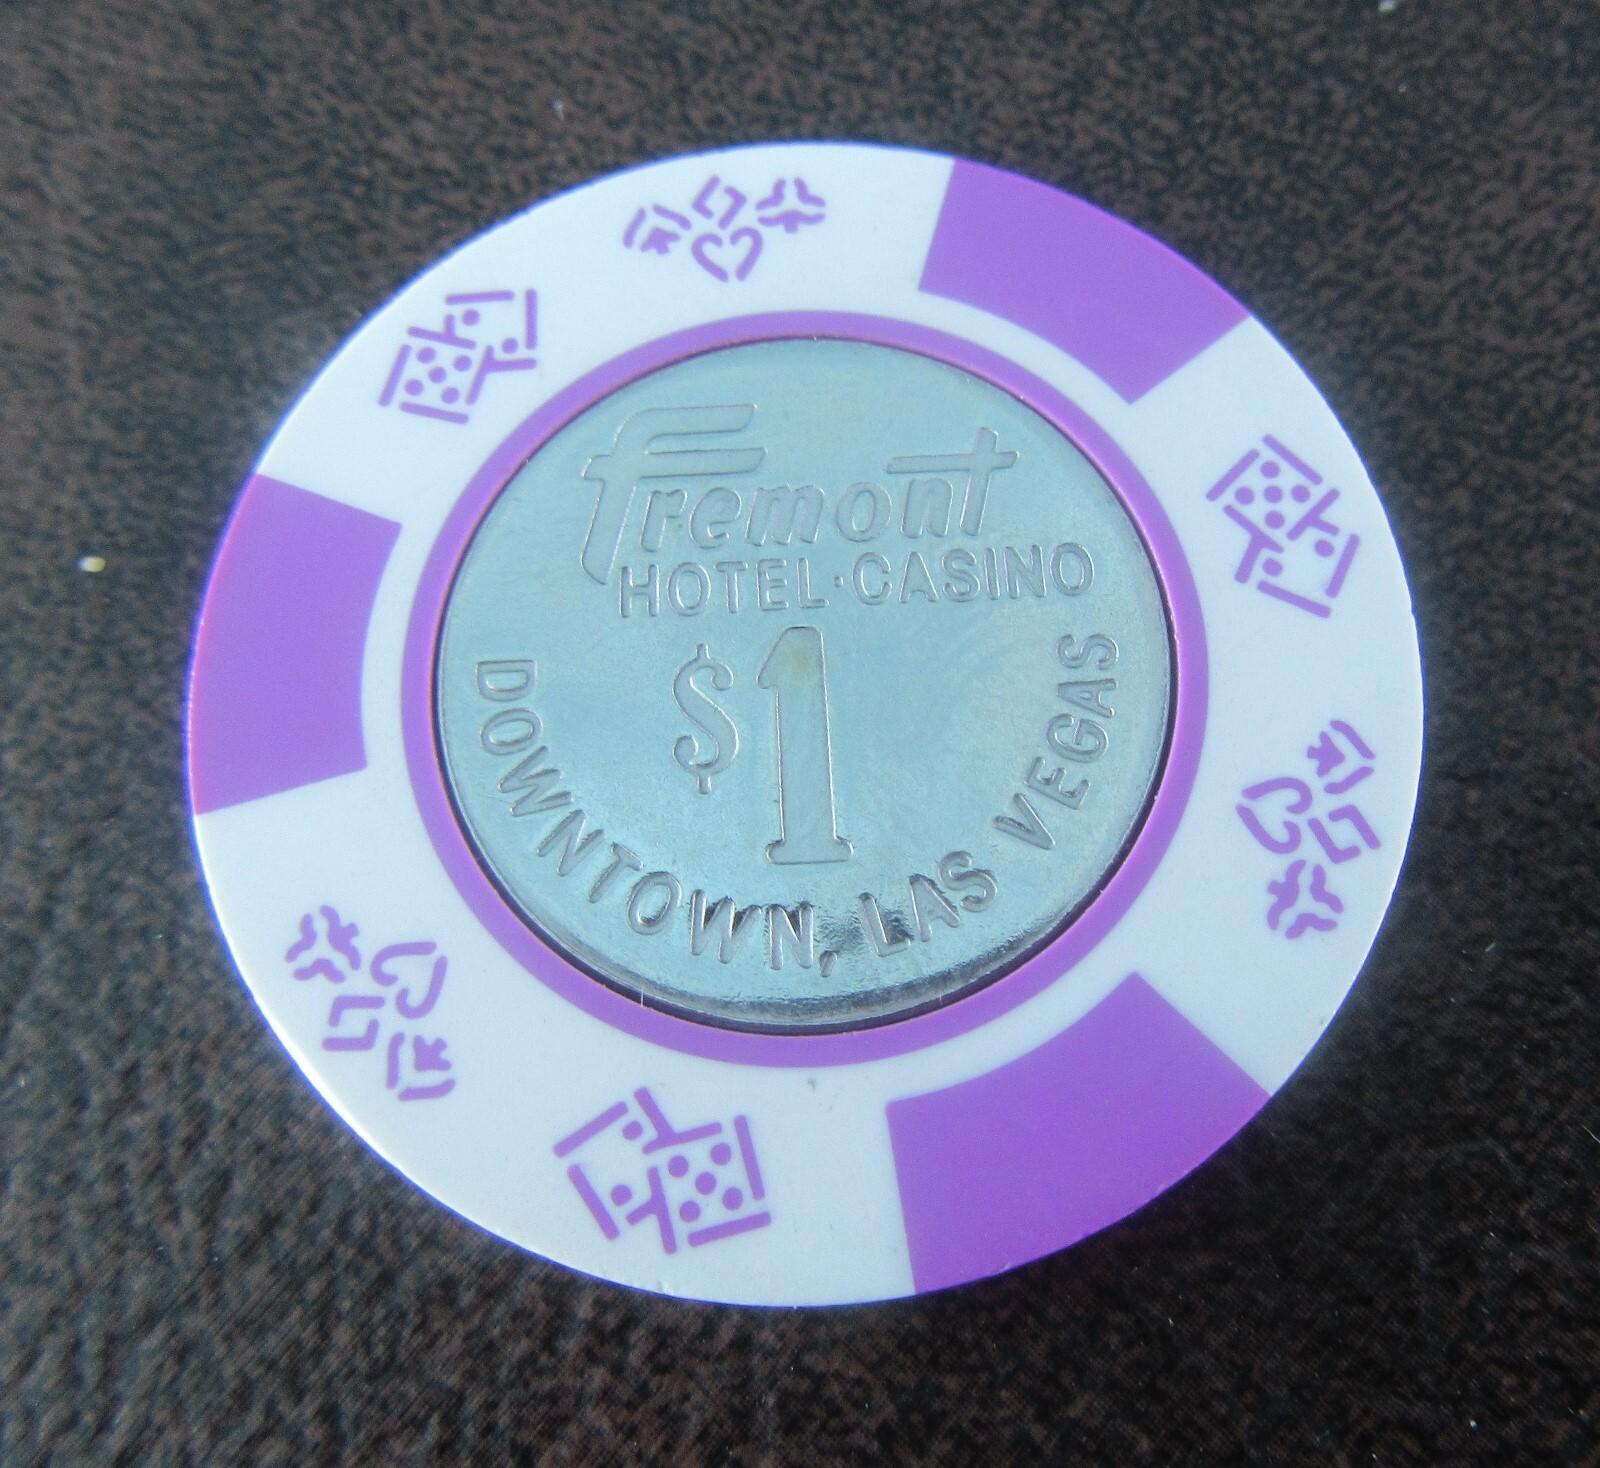 Fremont
HOTEL·CASINO
$1
DOWNTOWN, LAS VEGAS